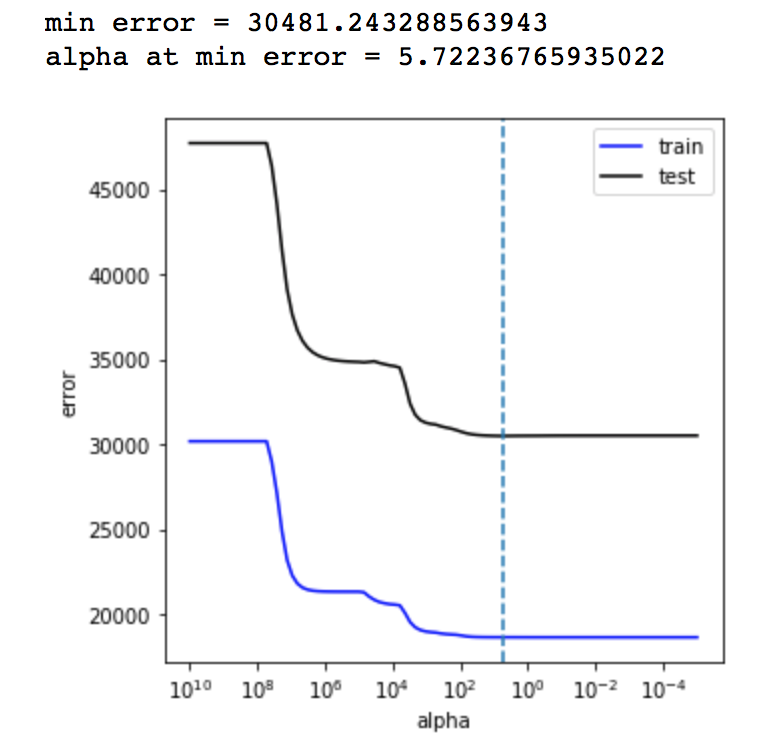 min error = 30481.243288563943
alpha at min error = 5.72236765935022
train
test
45000
40000
35000
30000
25000
20000
error
10¹⁰ 10⁸ 10⁶ 10⁴ 10² 10⁰ 10⁻² 10⁻⁴
alpha